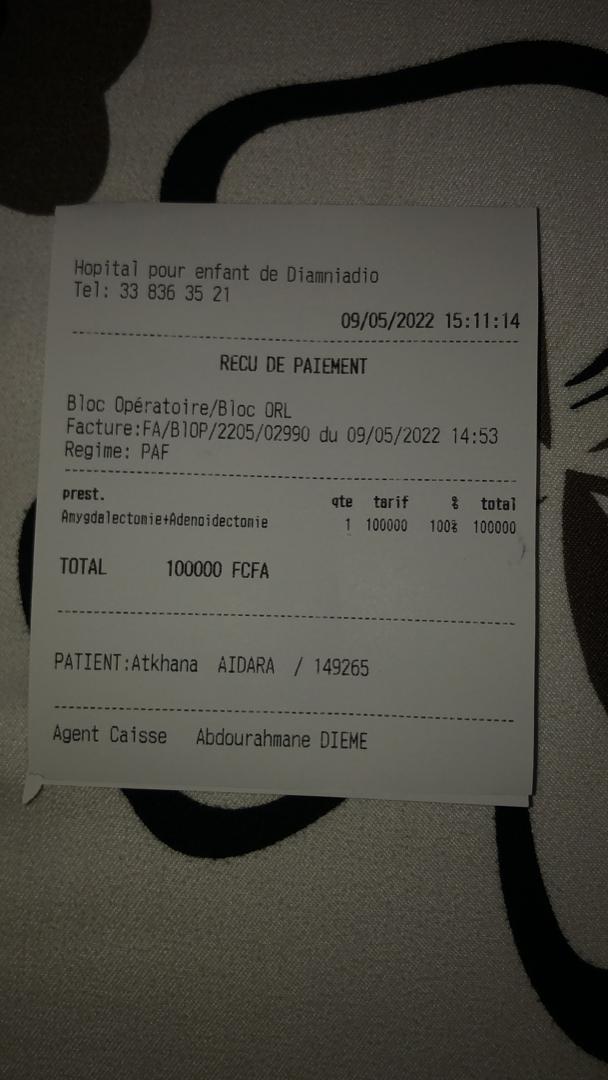 Hopital pour enfant de Diamniadio
Tel: 33 836 35 21
09/05/2022 15:11:14
RECU DE PAIEMENT
Bloc Opératoire/Bloc ORL
Facture:FA/BlOP/2205/02990 du 09/05/2022 14:53
Regime: PAF
prest. qte tarif % total
Amygdalectomie+Adenoidectomie 1 100000 100% 100000
TOTAL 100000 FCFA
PATIENT:Atkhana AIDARA / 149265
Agent Caisse Abdourahmane DIEME